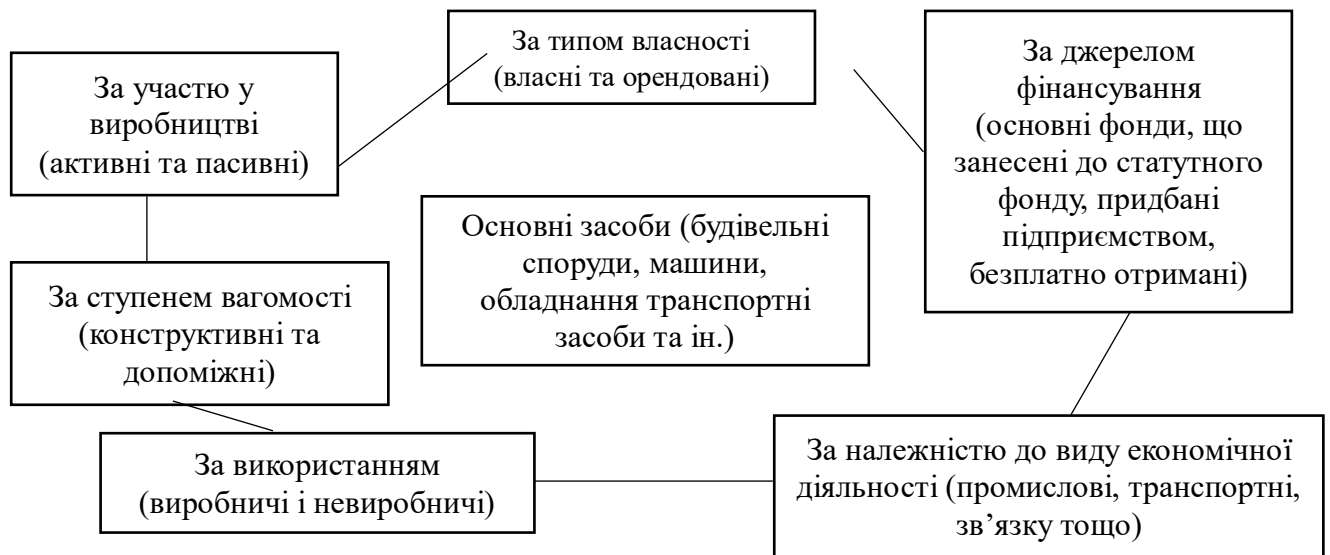 За типом власності
(власні та орендовані)
За участю у
виробництві
(активні та пасивні)
За джерелом
фінансування
(основні фонди, що
занесені до статутного
фонду, придбані
підприємством,
безплатно отримані)
Основні засоби (будівельні
споруди, машини,
обладнання транспортні
засоби та ін.)
За ступенем вагомості
(конструктивні та
допоміжні)
За використанням
(виробничі і невиробничі)
За належністю до виду економічної
діяльності (промислові, транспортні,
зв’язку тощо)